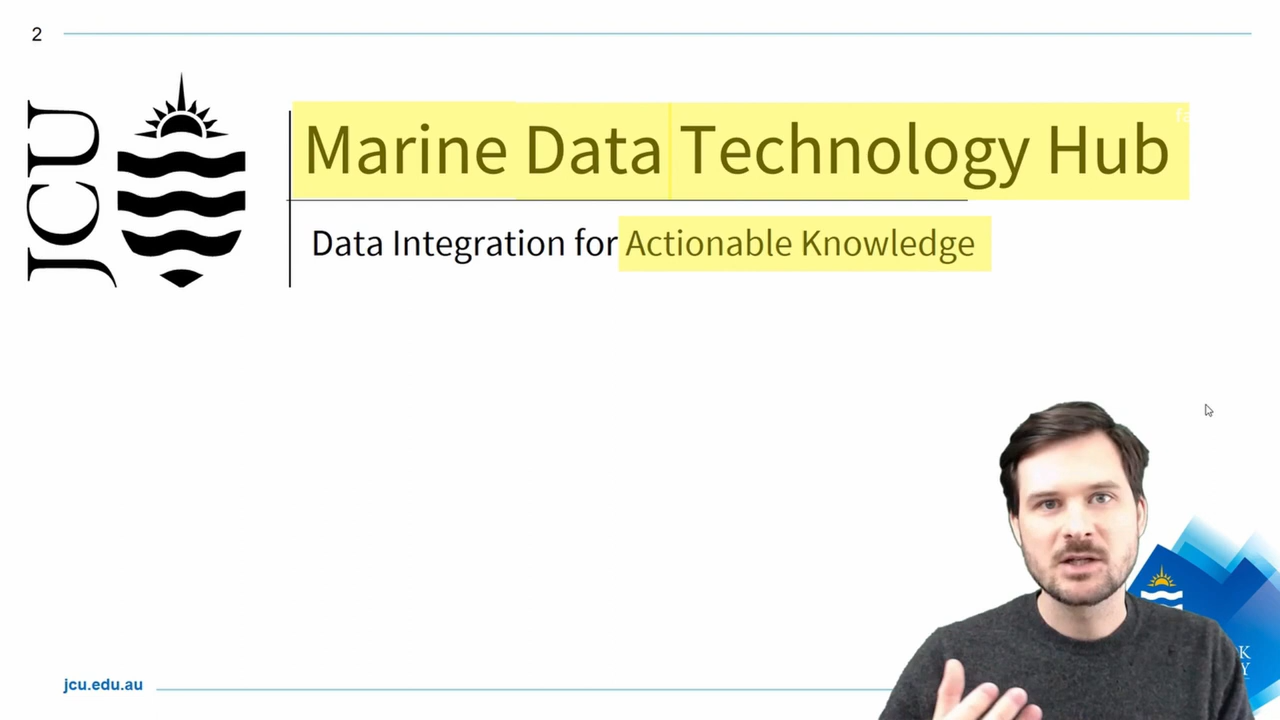 2
JCU
Marine Data Technology Hub
Data Integration for Actionable Knowledge
jcu.edu.au